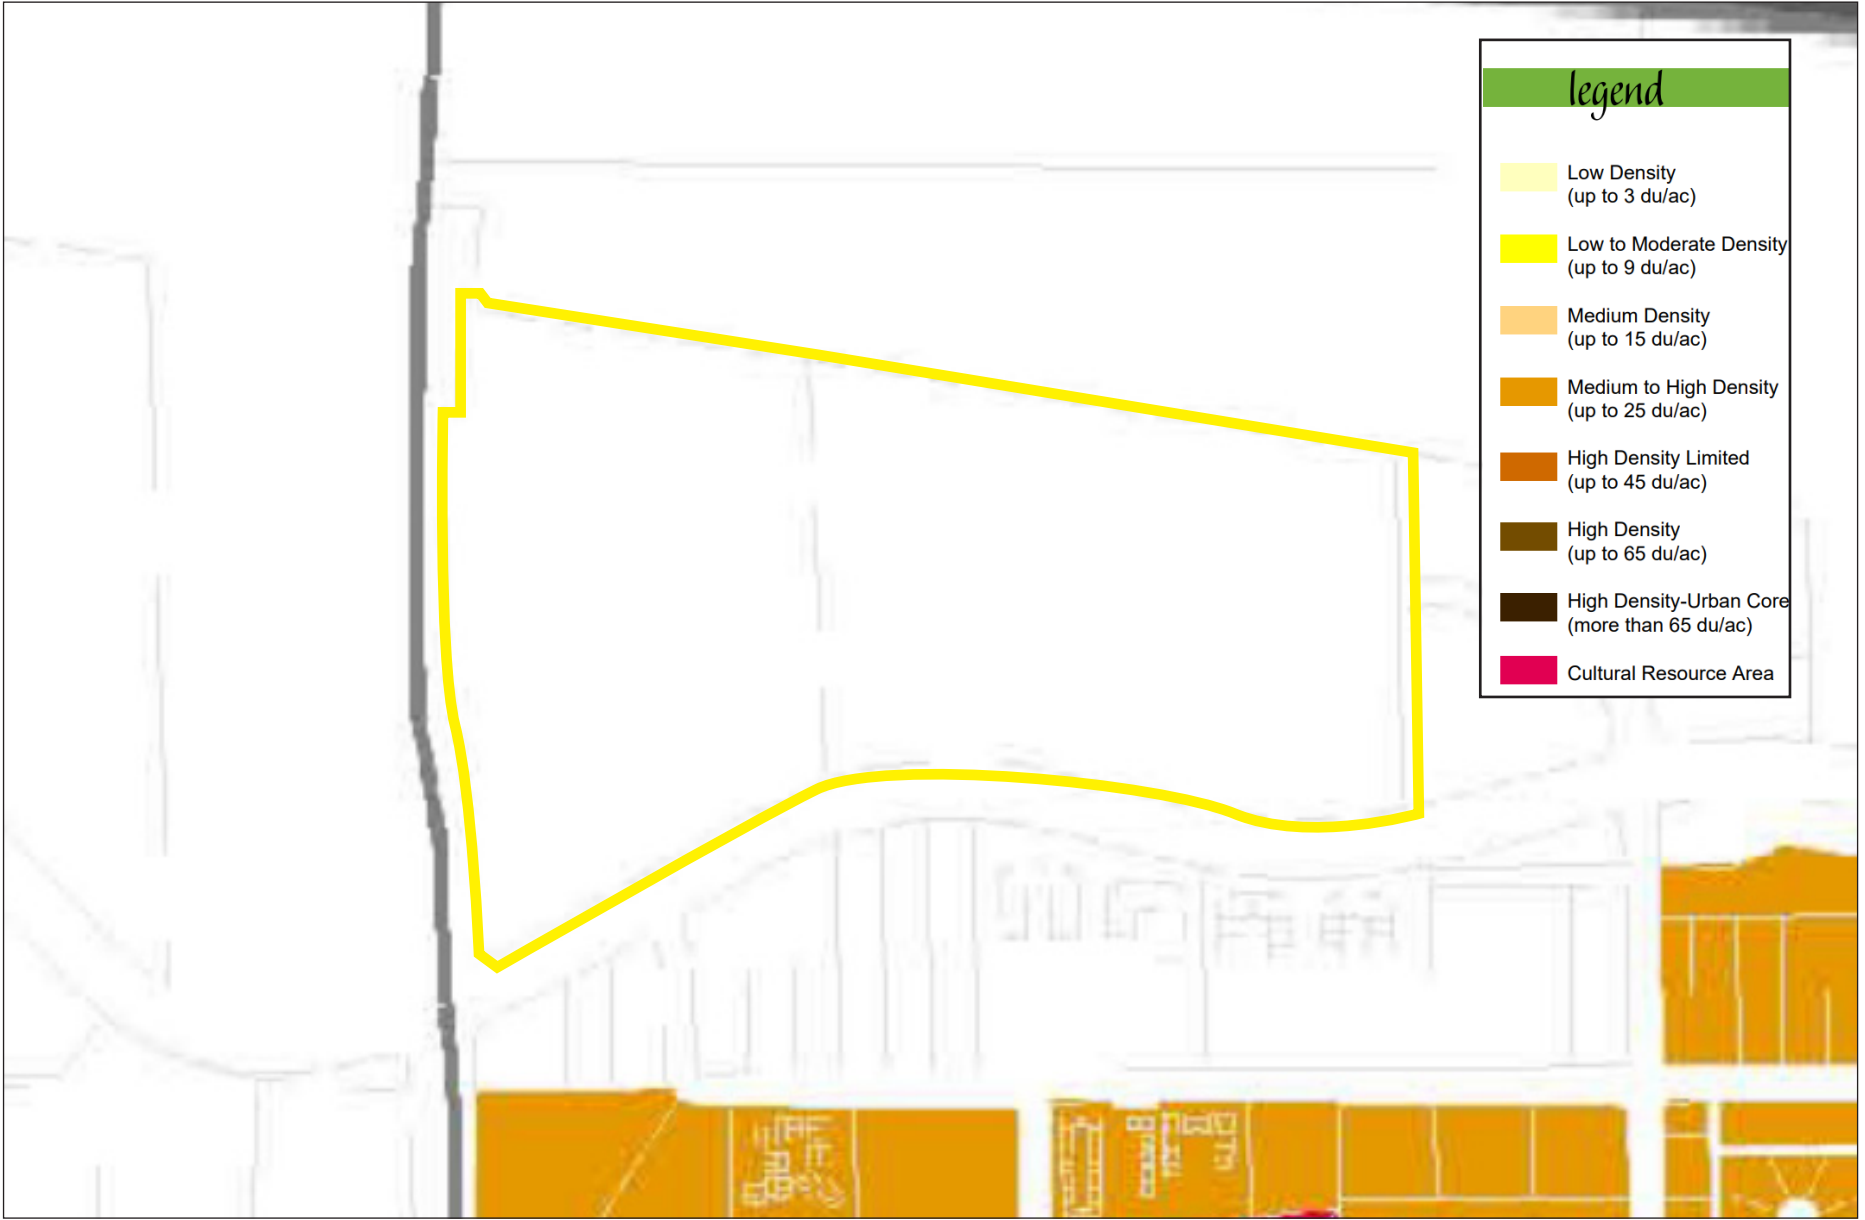 legend
Low Density
(up to 3 du/ac)
Low to Moderate Density
(up to 9 du/ac)
Medium Density
(up to 15 du/ac)
Medium to High Density
(up to 25 du/ac)
High Density Limited
(up to 45 du/ac)
High Density
(up to 65 du/ac)
High Density-Urban Core
(more than 65 du/ac)
Cultural Resource Area